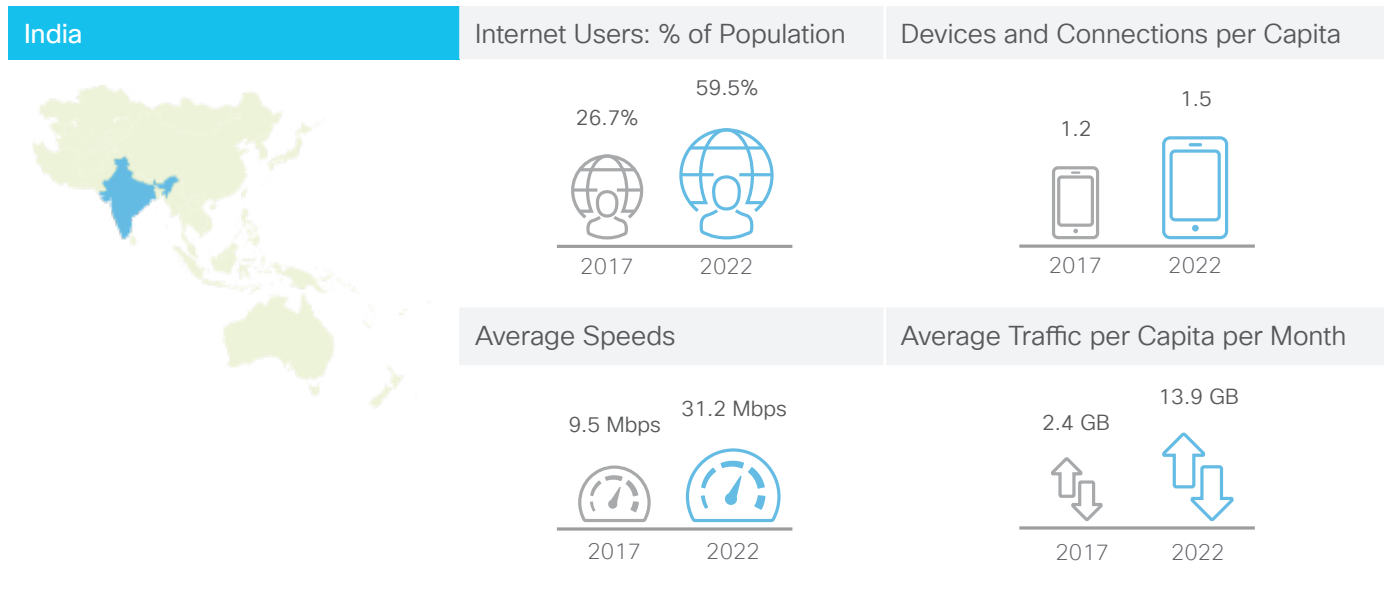 India
Internet Users: % of Population
Devices and Connections per Capita
26.7%
59.5%
2017
2022
1.2
1.5
2017
2022
Average Speeds
Average Traffic per Capita per Month
9.5 Mbps
31.2 Mbps
2017
2022
2.4 GB
13.9 GB
2017
2022